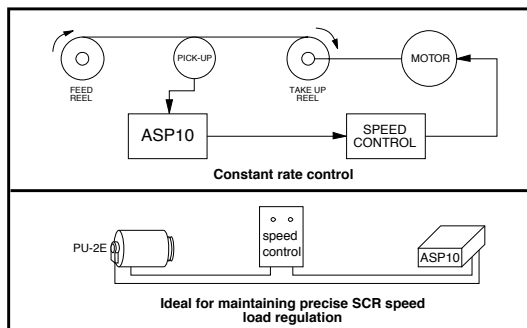 FEED
REEL
PICK-UP
TAKE UP
REEL
MOTOR
ASP10
SPEED
CONTROL
Constant rate control
PU-2E
speed
control
ASP10
Ideal for maintaining precise SCR speed
load regulation